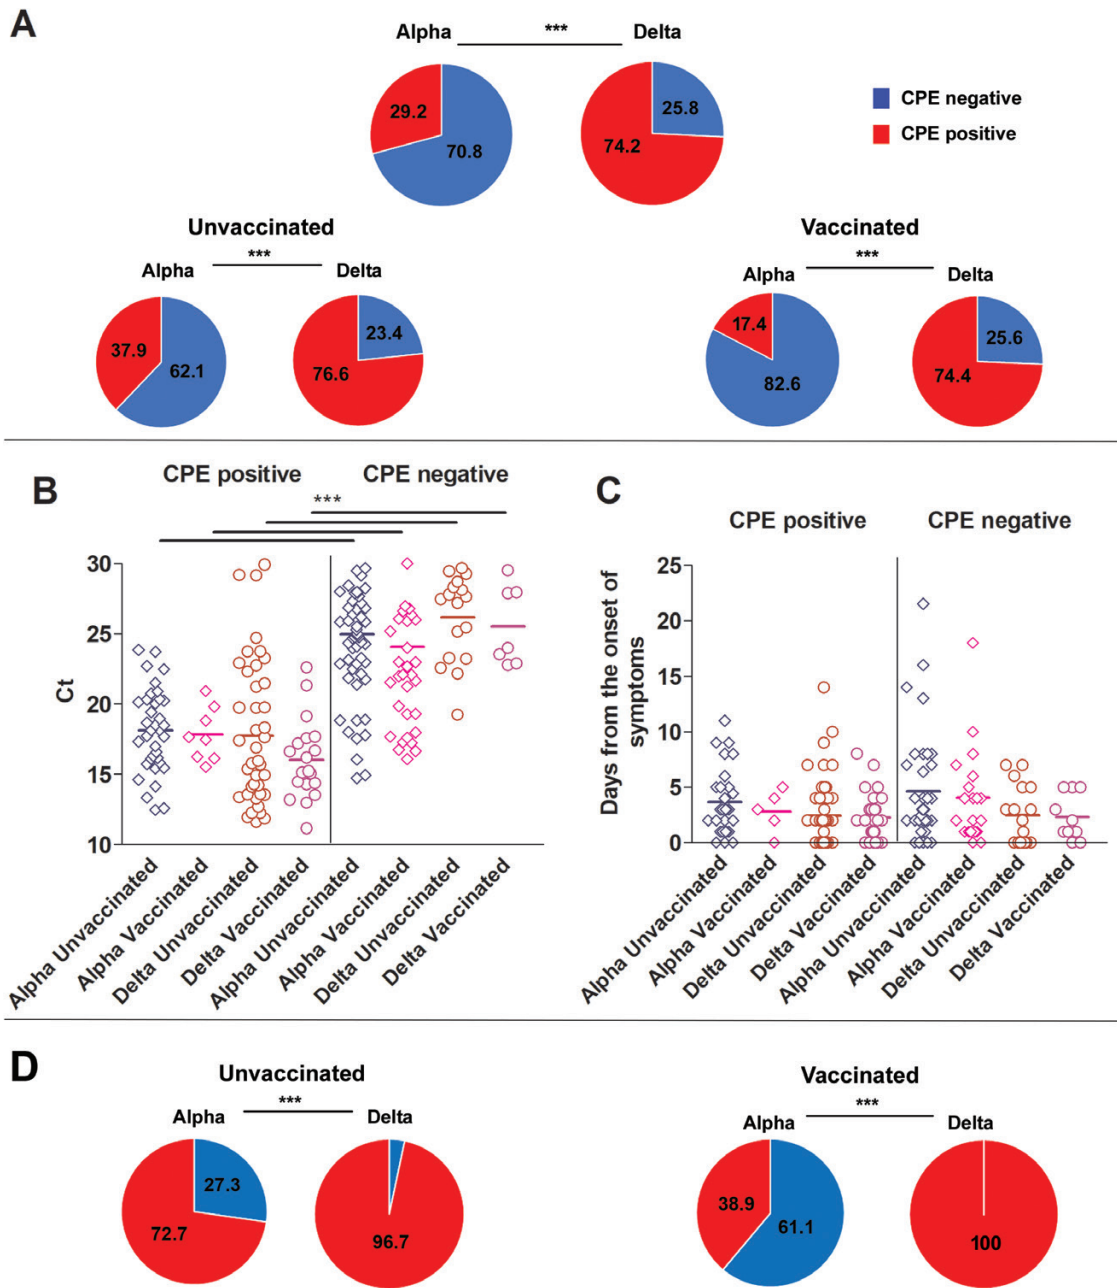 A
Alpha *** Delta
29.2 70.8 25.8 74.2
CPE negative
CPE positive
Unvaccinated
Alpha *** Delta
37.9 62.1 23.4 76.6
Vaccinated
Alpha *** Delta
17.4 82.6 25.6 74.4
B
CPE positive CPE negative
***
Ct
30
25
20
15
10
Alpha Unvaccinated
Alpha Vaccinated
Delta Unvaccinated
Delta Vaccinated
Alpha Unvaccinated
Alpha Vaccinated
Delta Unvaccinated
Delta Vaccinated
C
CPE positive CPE negative
Days from the onset of
symptoms
25
20
15
10
5
0
Alpha Unvaccinated
Alpha Vaccinated
Delta Unvaccinated
Delta Vaccinated
Alpha Unvaccinated
Alpha Vaccinated
Delta Unvaccinated
Delta Vaccinated
D
Unvaccinated
Alpha *** Delta
27.3
72.7 96.7
Vaccinated
Alpha *** Delta
38.9 61.1 100